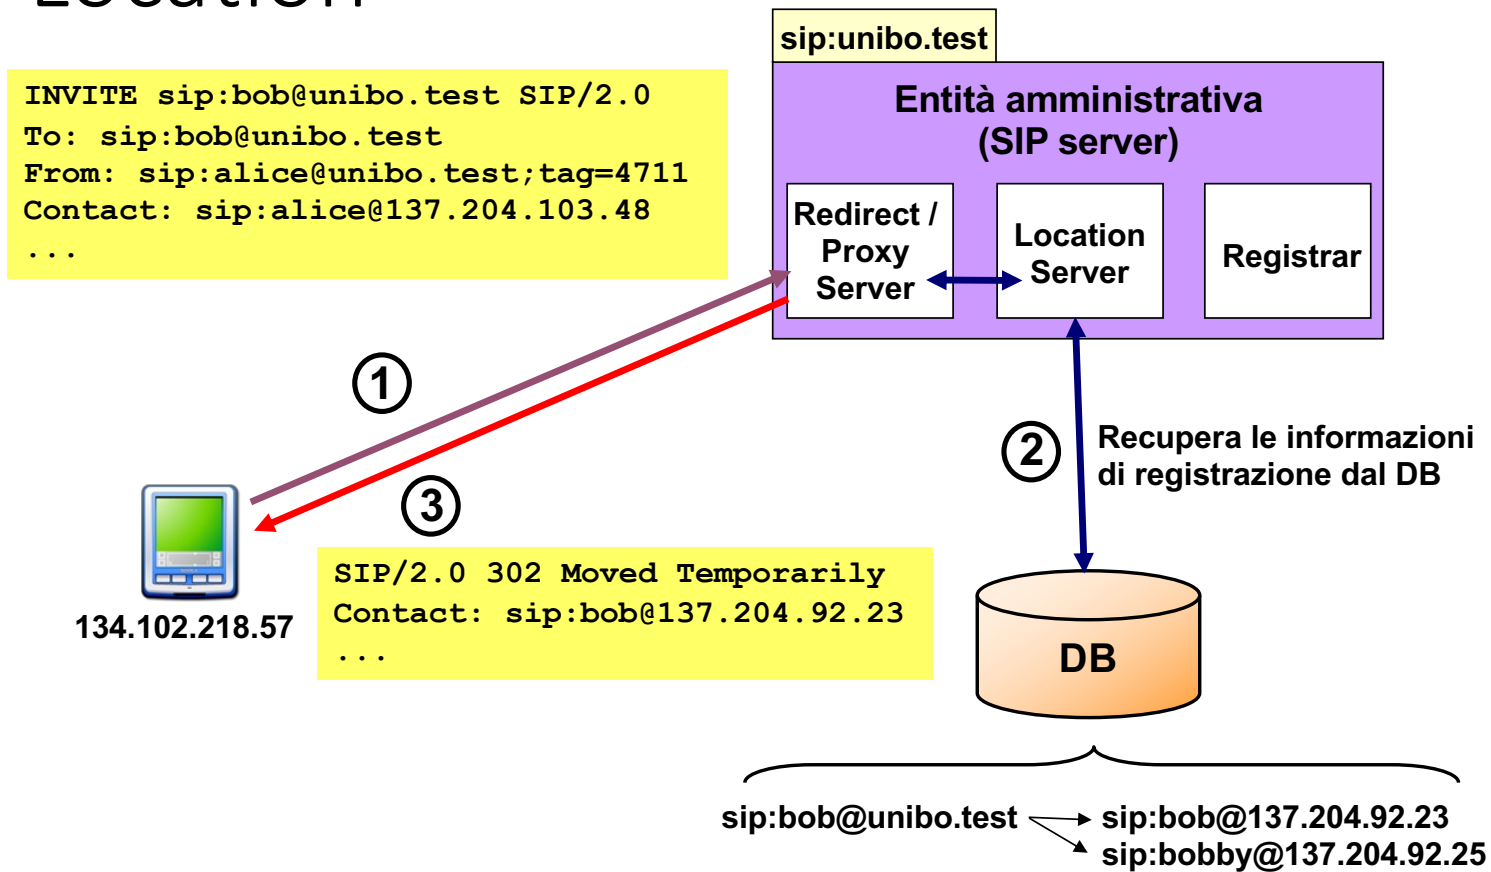 Location
sip:unibo.test
INVITE sip:bob@unibo.test SIP/2.0
To: sip:bob@unibo.test
From: sip:alice@unibo.test;tag=4711
Contact: sip:alice@137.204.103.48
...
Entità amministrativa
(SIP server)
Redirect /
Proxy
Server
Location
Server
Registrar
1
2
Recupera le informazioni
di registrazione dal DB
3
134.102.218.57
SIP/2.0 302 Moved Temporarily
Contact: sip:bob@137.204.92.23
...
DB
sip:bob@unibo.test
sip:bob@137.204.92.23
sip:bobby@137.204.92.25